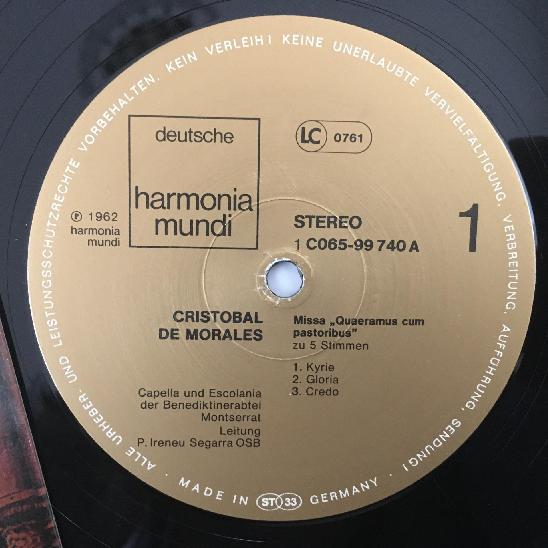 ALLE URHEBER- UND LEISTUNGSSCHUTZRECHTE VORBEHALTEN. KEIN VERLEIH! KEINE UNERLAUBTE VERVIELFÄLTIGUNG, VERBREITUNG, AUFFÜHRUNG, SENDUNG!
deutsche
harmonia
mundi
LC 0761
℗ 1962
harmonia
mundi
STEREO
1 C065-99 740 A
1
CRISTOBAL
DE MORALES
Missa „Quaeramus cum
pastoribus"
zu 5 Stimmen
1. Kyrie
2. Gloria
3. Credo
Capella und Escolania
der Benediktinerabtei
Montserrat
Leitung
P. Ireneu Segarra OSB
· MADE IN ST 33 GERMANY ·